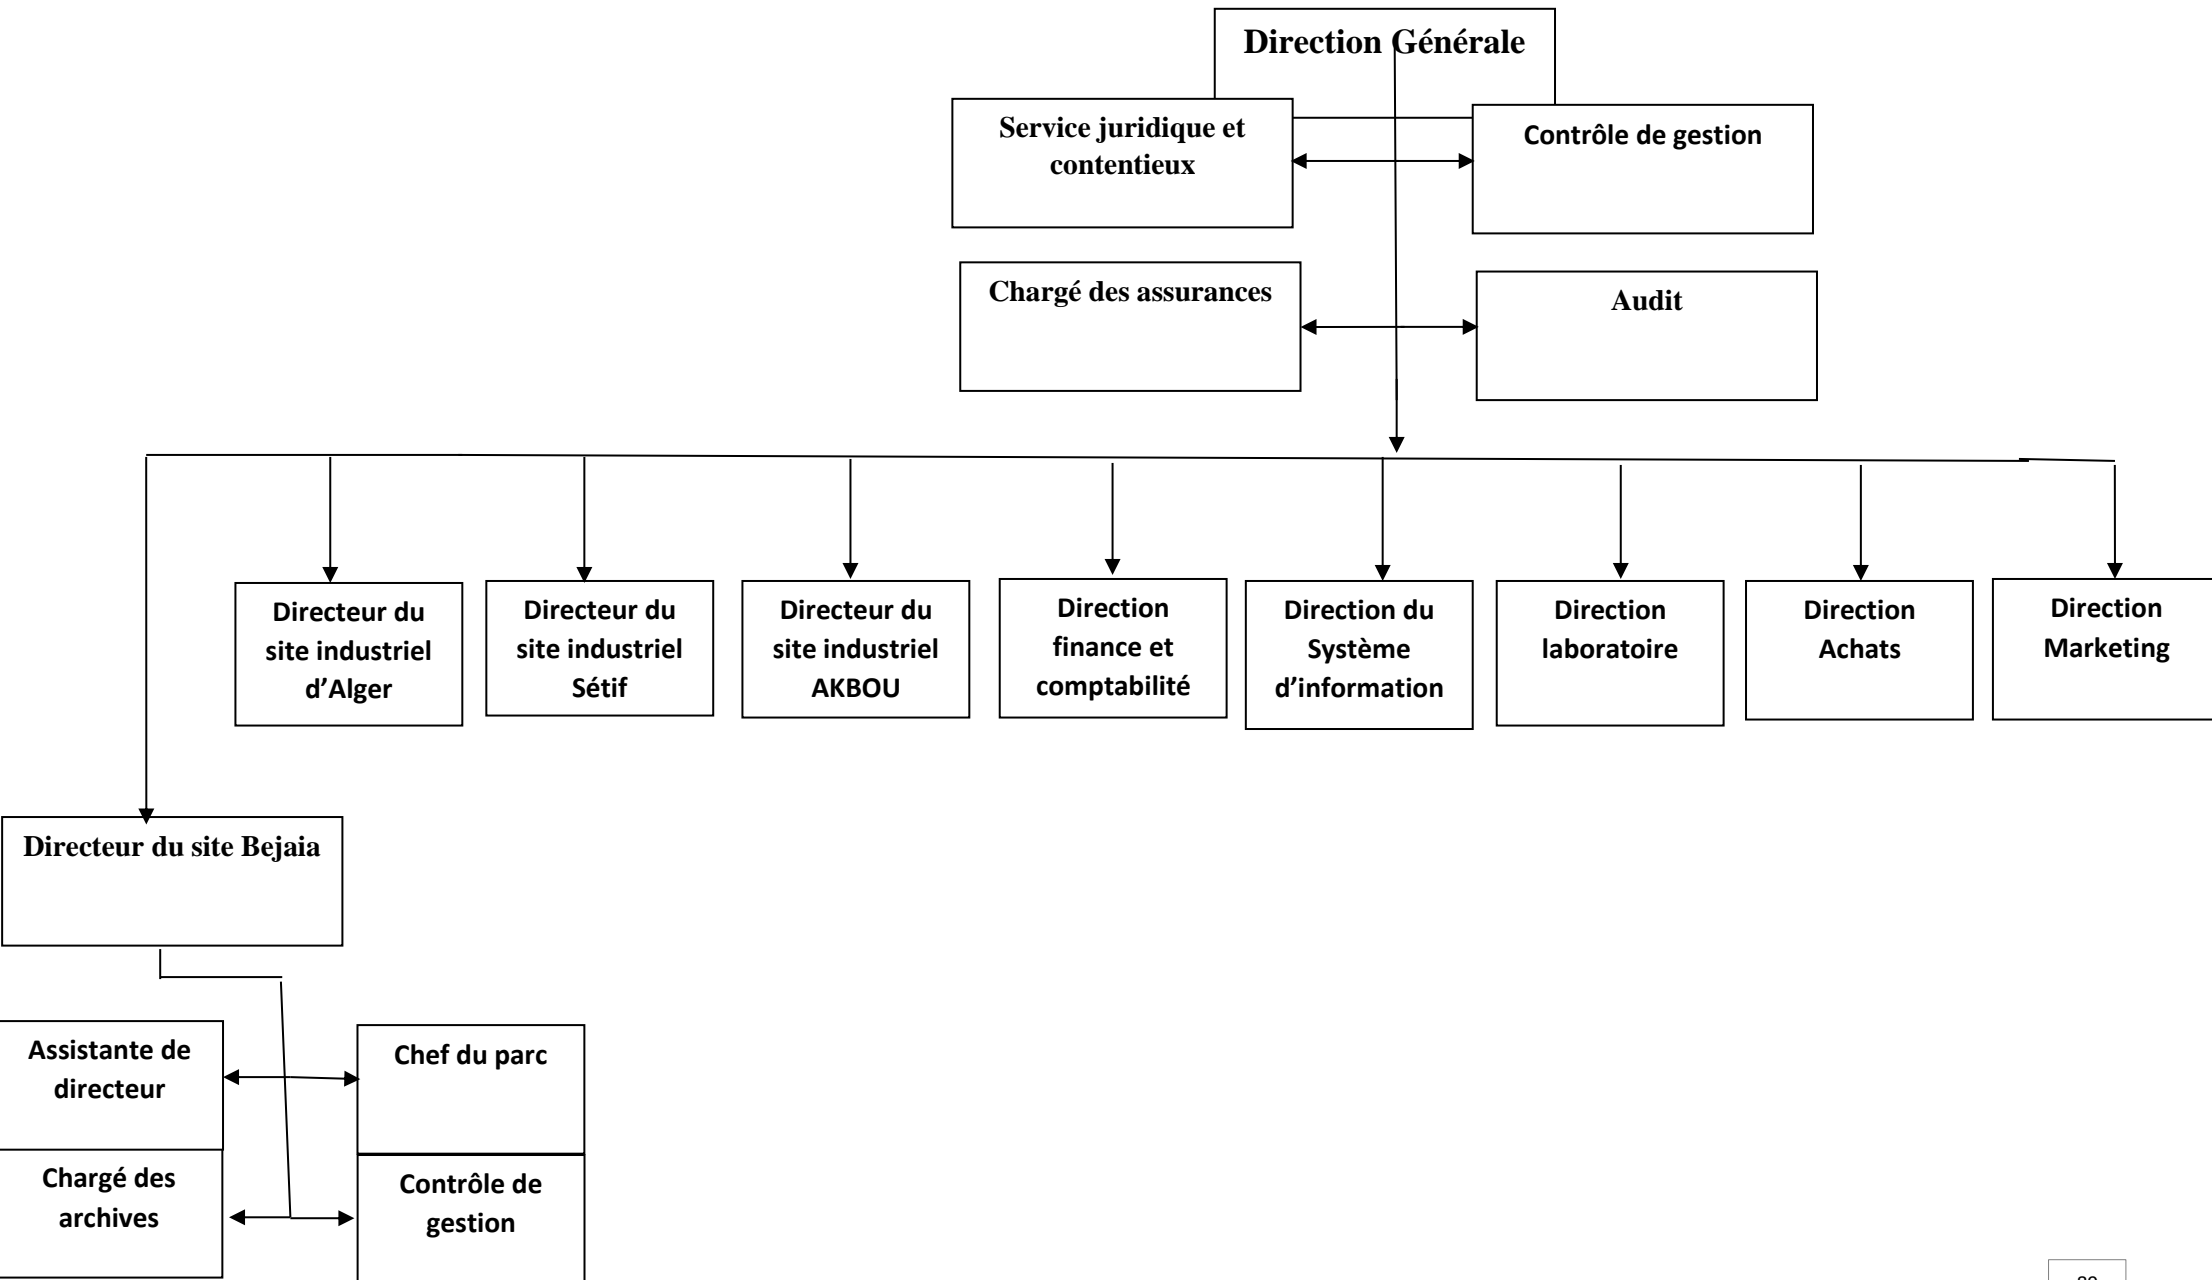 Direction Générale
Service juridique et
contentieux
Contrôle de gestion
Chargé des assurances
Audit
Directeur du
site industriel
d’Alger
Directeur du
site industriel
Sétif
Directeur du
site industriel
AKBOU
Direction
finance et
comptabilité
Direction du
Système
d’information
Direction
laboratoire
Direction
Achats
Direction
Marketing
Directeur du site Bejaia
Assistante de
directeur
Chef du parc
Chargé des
archives
Contrôle de
gestion